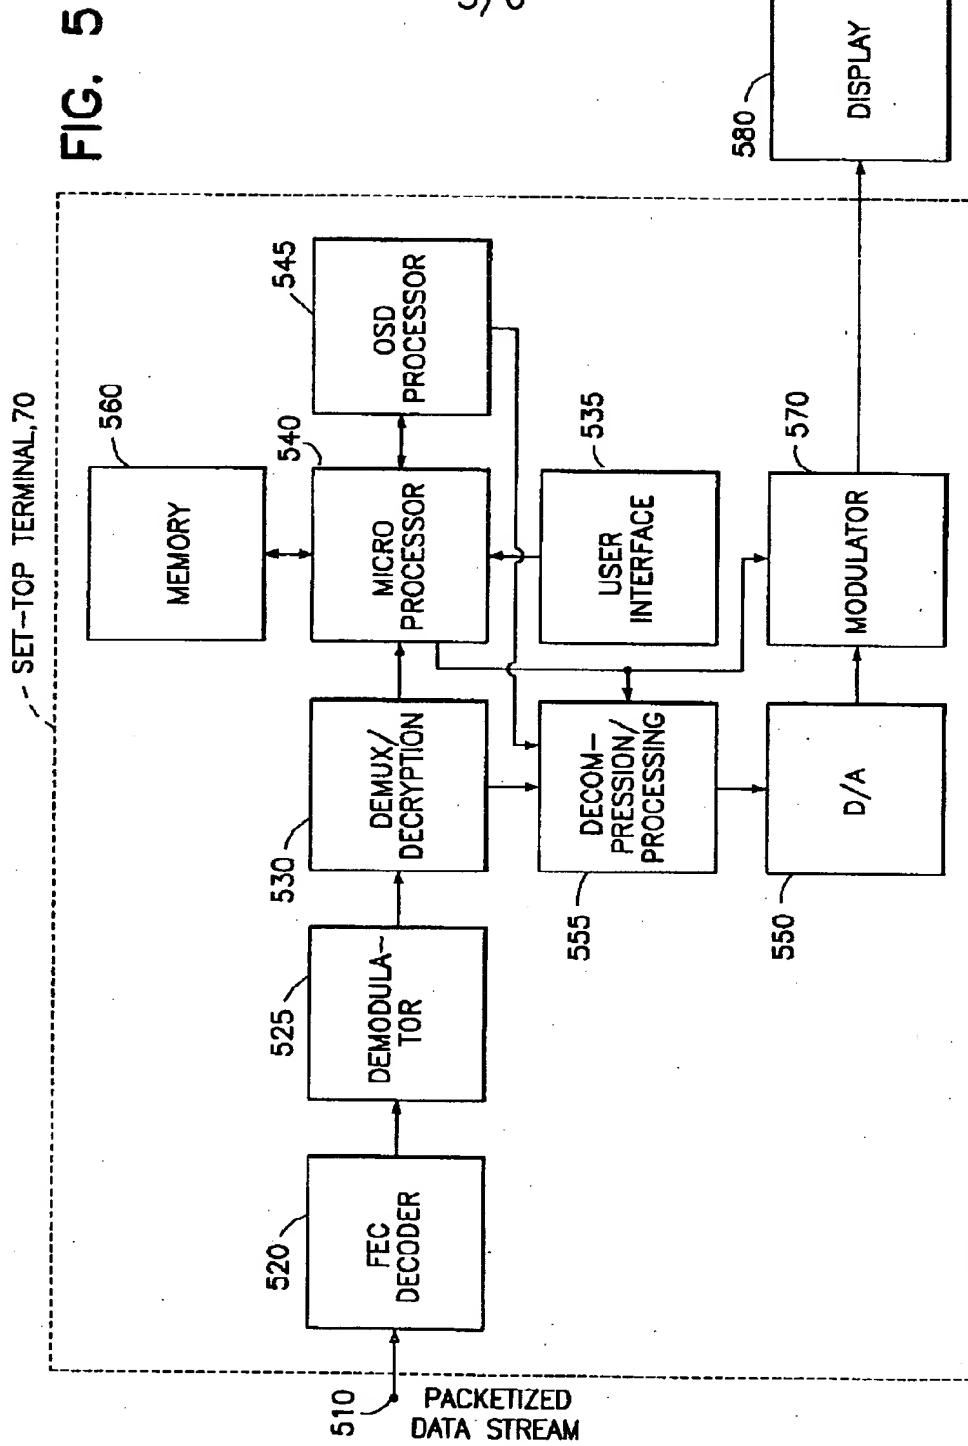 FIG. 5
5/6
SET-TOP TERMINAL, 70
510
PACKETIZED
DATA STREAM
520
FEC
DECODER
525
DEMODULA-
TOR
530
DEMUX/
DECRYPTION
560
MEMORY
540
MICRO
PROCESSOR
545
OSD
PROCESSOR
555
DECOM-
PRESSION/
PROCESSING
535
USER
INTERFACE
550
D/A
570
MODULATOR
580
DISPLAY